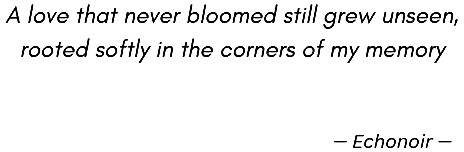 A love that never bloomed still grew unseen,
rooted softly in the corners of my memory
— Echonoir —